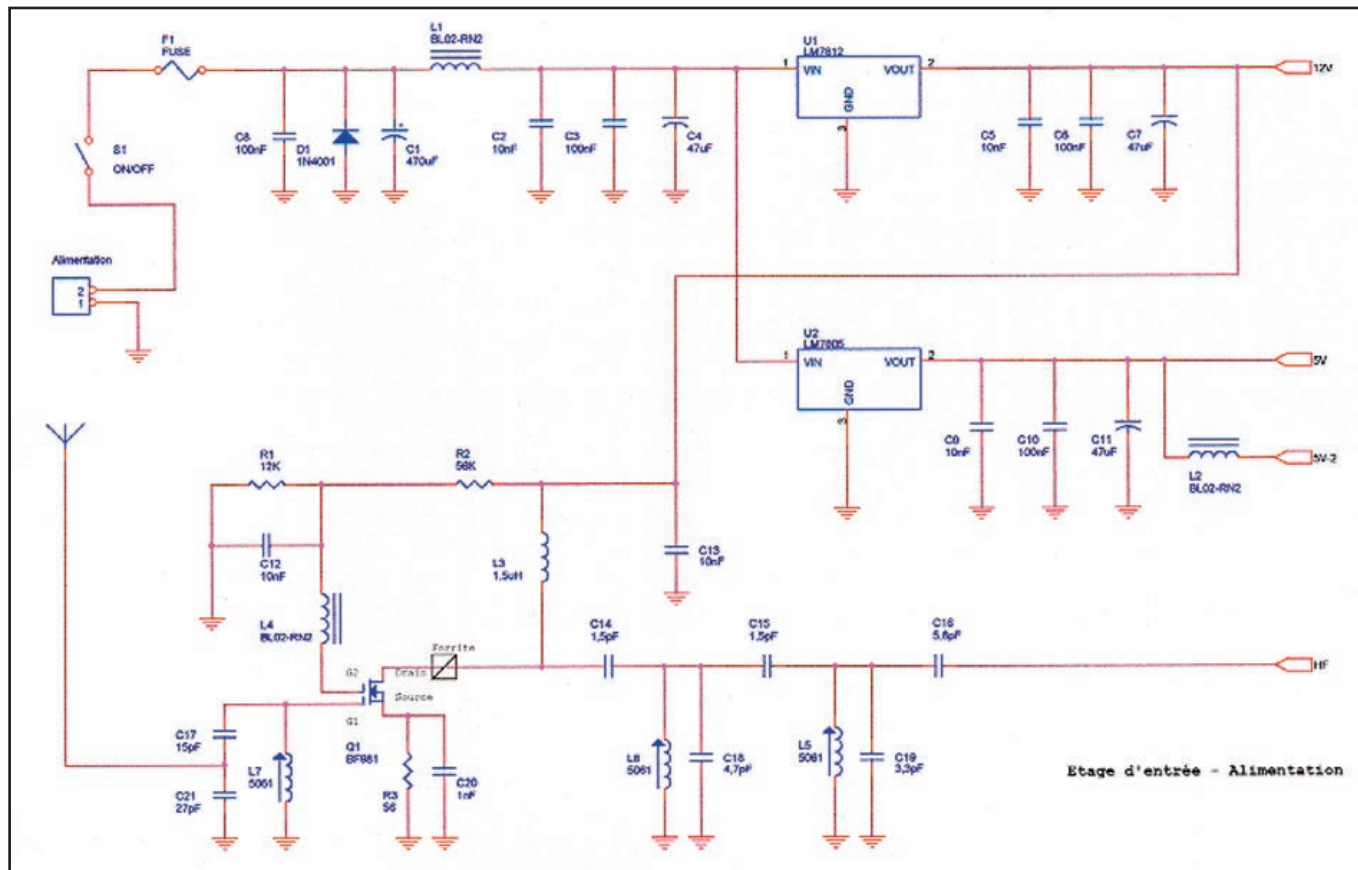 F1
FUSE
L1
BL02-RN2
U1
LM7812
1
VIN
VOUT
2
GND
3
12V
S1
ON/OFF
C8
100nF
D1
1N4001
C1
470uF
+
C2
10nF
C3
100nF
C4
47uF
C5
10nF
C6
100nF
C7
47uF
Alimentation
2
1
U2
LM7805
1
VIN
VOUT
2
GND
3
5V
C9
10nF
C10
100nF
C11
47uF
5V-2
L2
BL02-RN2
R1
12K
R2
56K
C12
10nF
L3
1,5uH
C13
10nF
L4
BL02-RN2
Ferrite
C14
1,5pF
C15
1,5pF
C16
5,6pF
HF
G2
Drain
Source
G1
C17
15pF
Q1
BF981
L7
5061
C21
27pF
R3
56
C20
1nF
L6
5061
C18
4,7pF
L5
5061
C19
3,3pF
Etage d'entrée - Alimentation